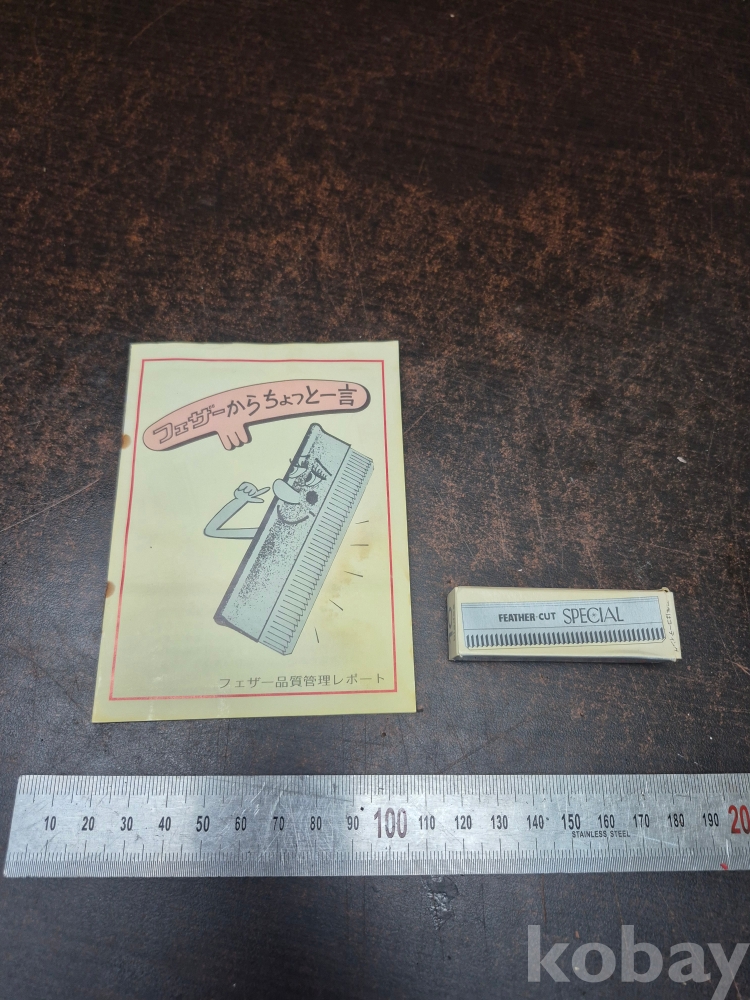 フェザーからちょっと一言
フェザー品質管理レポート
FEATHER-CUT SPECIAL
10 20 30 40 50 60 70 80 90 100 110 120 130 140 150 160 170 180 190 20
STAINLESS STEEL
kobay